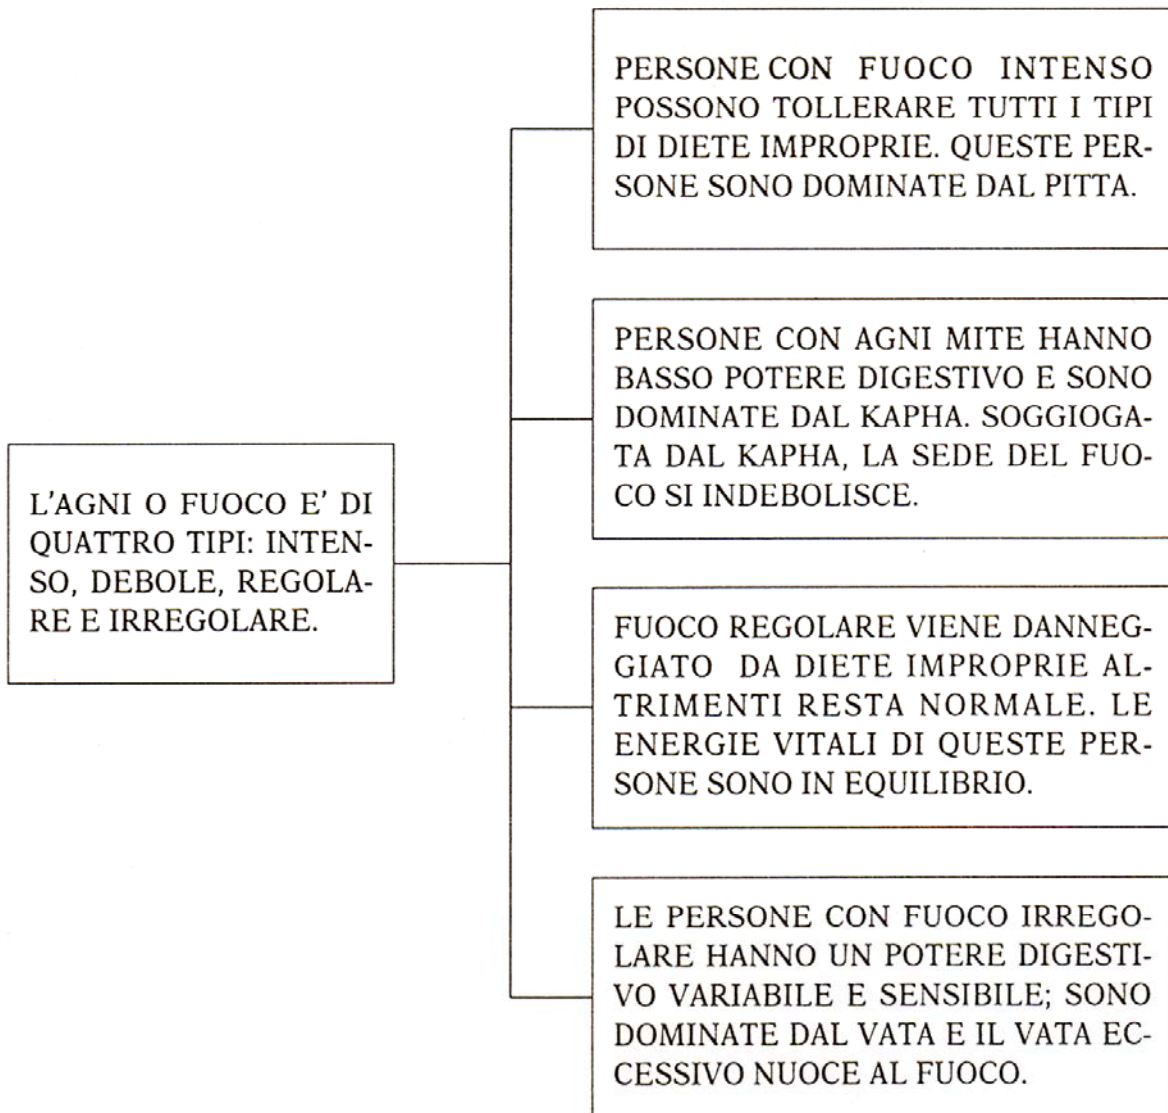 PERSONE CON FUOCO INTENSO
POSSONO TOLLERARE TUTTI I TIPI
DI DIETE IMPROPRIE. QUESTE PER-
SONE SONO DOMINATE DAL PITTA.
PERSONE CON AGNI MITE HANNO
BASSO POTERE DIGESTIVO E SONO
DOMINATE DAL KAPHA. SOGGIOGA-
TA DAL KAPHA, LA SEDE DEL FUO-
CO SI INDEBOLISCE.
L'AGNI O FUOCO E' DI
QUATTRO TIPI: INTEN-
SO, DEBOLE, REGOLA-
RE E IRREGOLARE.
FUOCO REGOLARE VIENE DANNEG-
GIATO DA DIETE IMPROPRIE AL-
TRIMENTI RESTA NORMALE. LE
ENERGIE VITALI DI QUESTE PER-
SONE SONO IN EQUILIBRIO.
LE PERSONE CON FUOCO IRREGO-
LARE HANNO UN POTERE DIGESTI-
VO VARIABILE E SENSIBILE; SONO
DOMINATE DAL VATA E IL VATA EC-
CESSIVO NUOCE AL FUOCO.